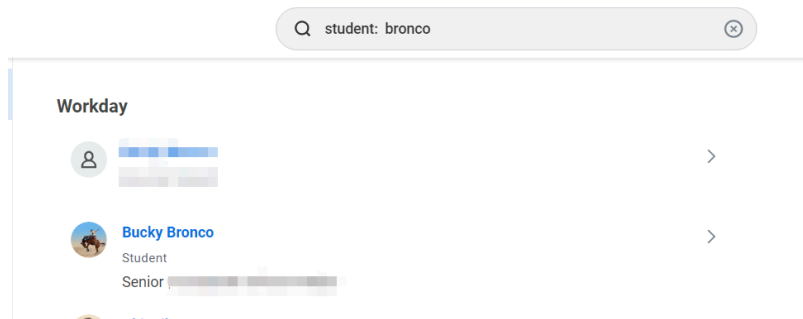 student: bronco
Workday
Bucky Bronco
Student
Senior